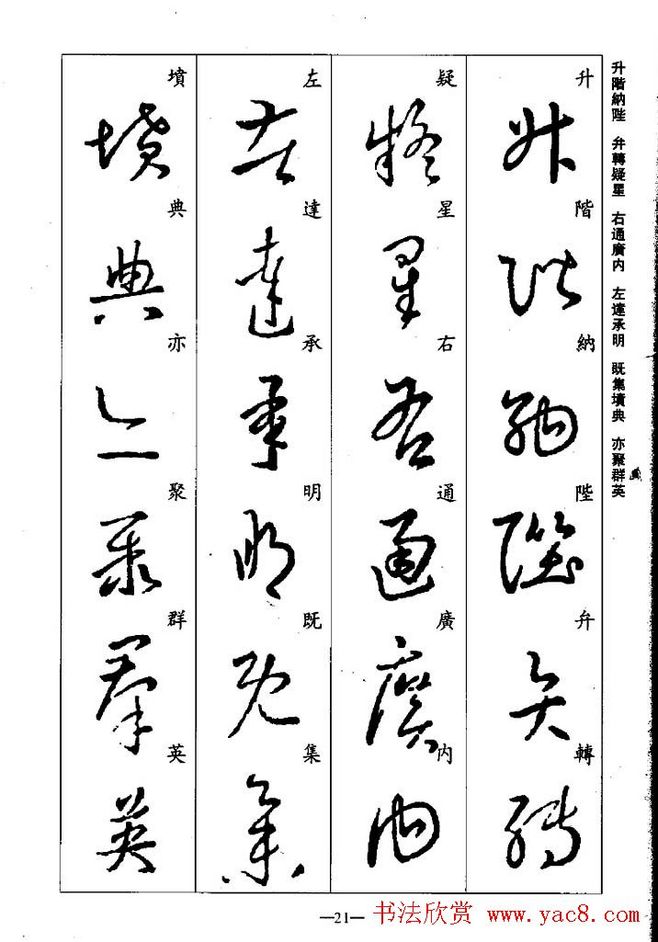 升階納陛 弁轉疑星 右通廣内 左達承明 既集墳典 亦聚群英
升階納陛弁轉
疑星右通廣内
左達承明既集
墳典亦聚群英
—21—
书法欣赏 www.yac8.com